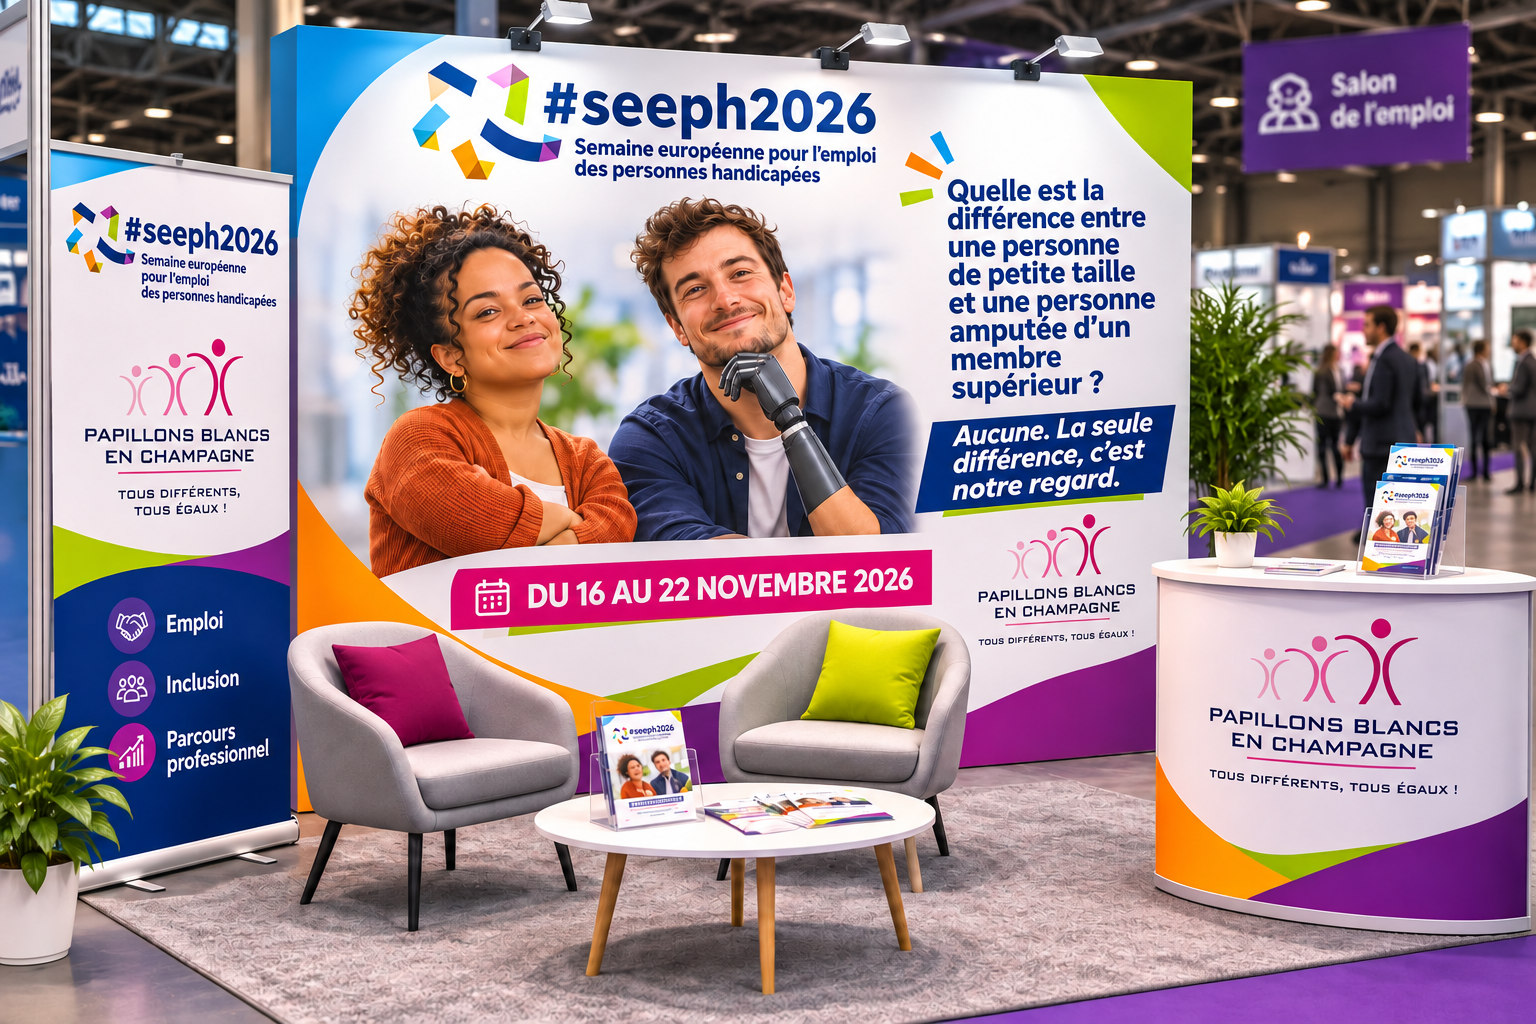 #seeph2026
Semaine européenne
pour l'emploi
des personnes handicapées
PAPILLONS BLANCS
EN CHAMPAGNE
TOUS DIFFÉRENTS,
TOUS ÉGAUX !
Emploi
Inclusion
Parcours
professionnel
#seeph2026
Semaine européenne pour l'emploi
des personnes handicapées
Quelle est la
différence entre
une personne
de petite taille
et une personne
amputée d'un
membre
supérieur ?
Aucune. La seule
différence, c'est
notre regard.
DU 16 AU 22 NOVEMBRE 2026
PAPILLONS BLANCS
EN CHAMPAGNE
TOUS DIFFÉRENTS, TOUS ÉGAUX !
Salon
de l'emploi
#seeph2026
#seeph2026
#seeph2026
PAPILLONS BLANCS
EN CHAMPAGNE
TOUS DIFFÉRENTS, TOUS ÉGAUX !